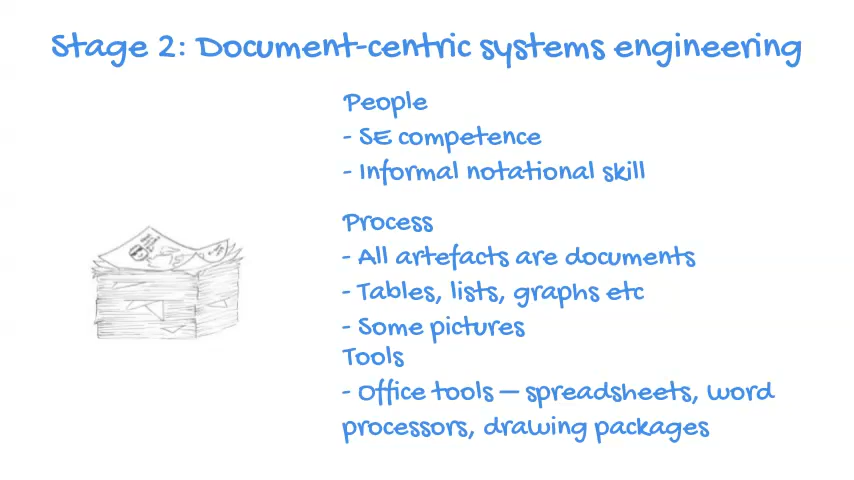 Stage 2: Document-centric systems engineering
People
- SE competence
- Informal notational skill
Process
- All artefacts are documents
- Tables, lists, graphs etc
- Some pictures
Tools
- Office tools — spreadsheets, word
processors, drawing packages